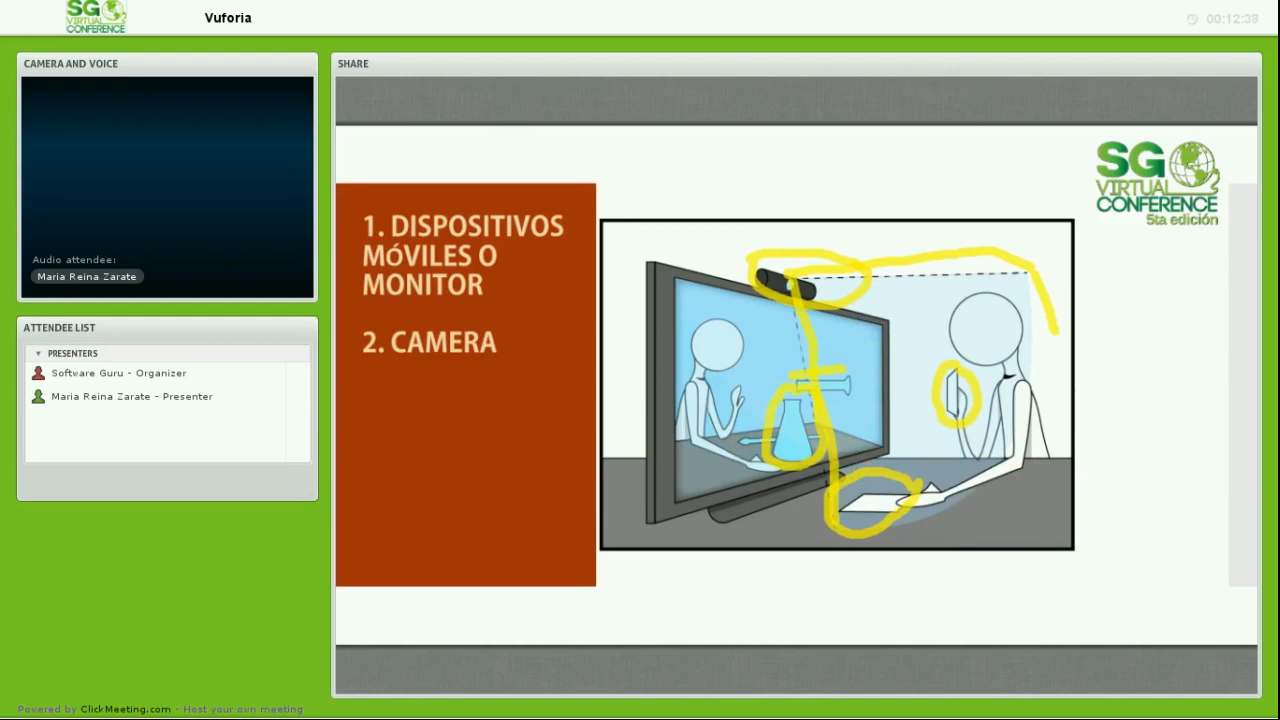 SG
VIRTUAL
CONFERENCE
Vuforia
00:12:38
CAMERA AND VOICE
Audio attendee:
Maria Reina Zarate
ATTENDEE LIST
PRESENTERS
Software Guru - Organizer
Maria Reina Zarate - Presenter
SHARE
1. DISPOSITIVOS
MÓVILES O
MONITOR
2. CAMERA
SG
VIRTUAL
CONFERENCE
5ta edición
Powered by ClickMeeting.com - Host your own meeting